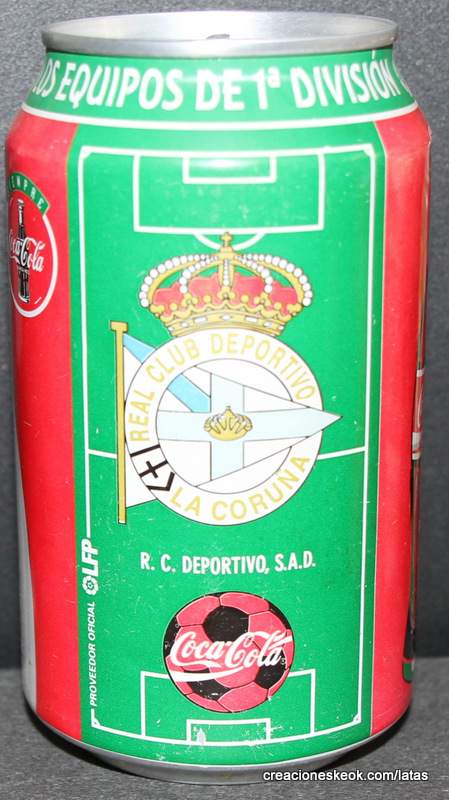 LOS EQUIPOS DE 1ª DIVISIÓN
Coca-Cola
REAL CLUB DEPORTIVO
LA CORUÑA
R. C. DEPORTIVO, S.A.D.
PROVEEDOR OFICIAL LFP
Coca-Cola
creacioneskeok.com/latas